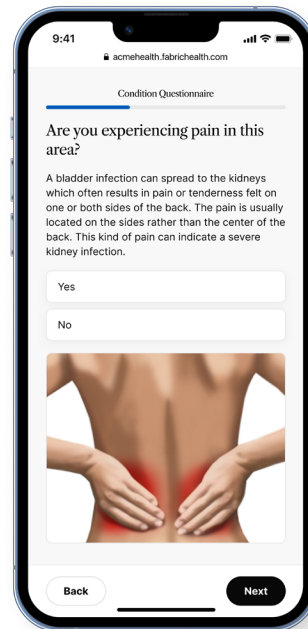 9:41
acmehealth.fabrichealth.com
Condition Questionnaire
Are you experiencing pain in this
area?
A bladder infection can spread to the kidneys
which often results in pain or tenderness felt on
one or both sides of the back. The pain is usually
located on the sides rather than the center of the
back. This kind of pain can indicate a severe
kidney infection.
Yes
No
Back
Next